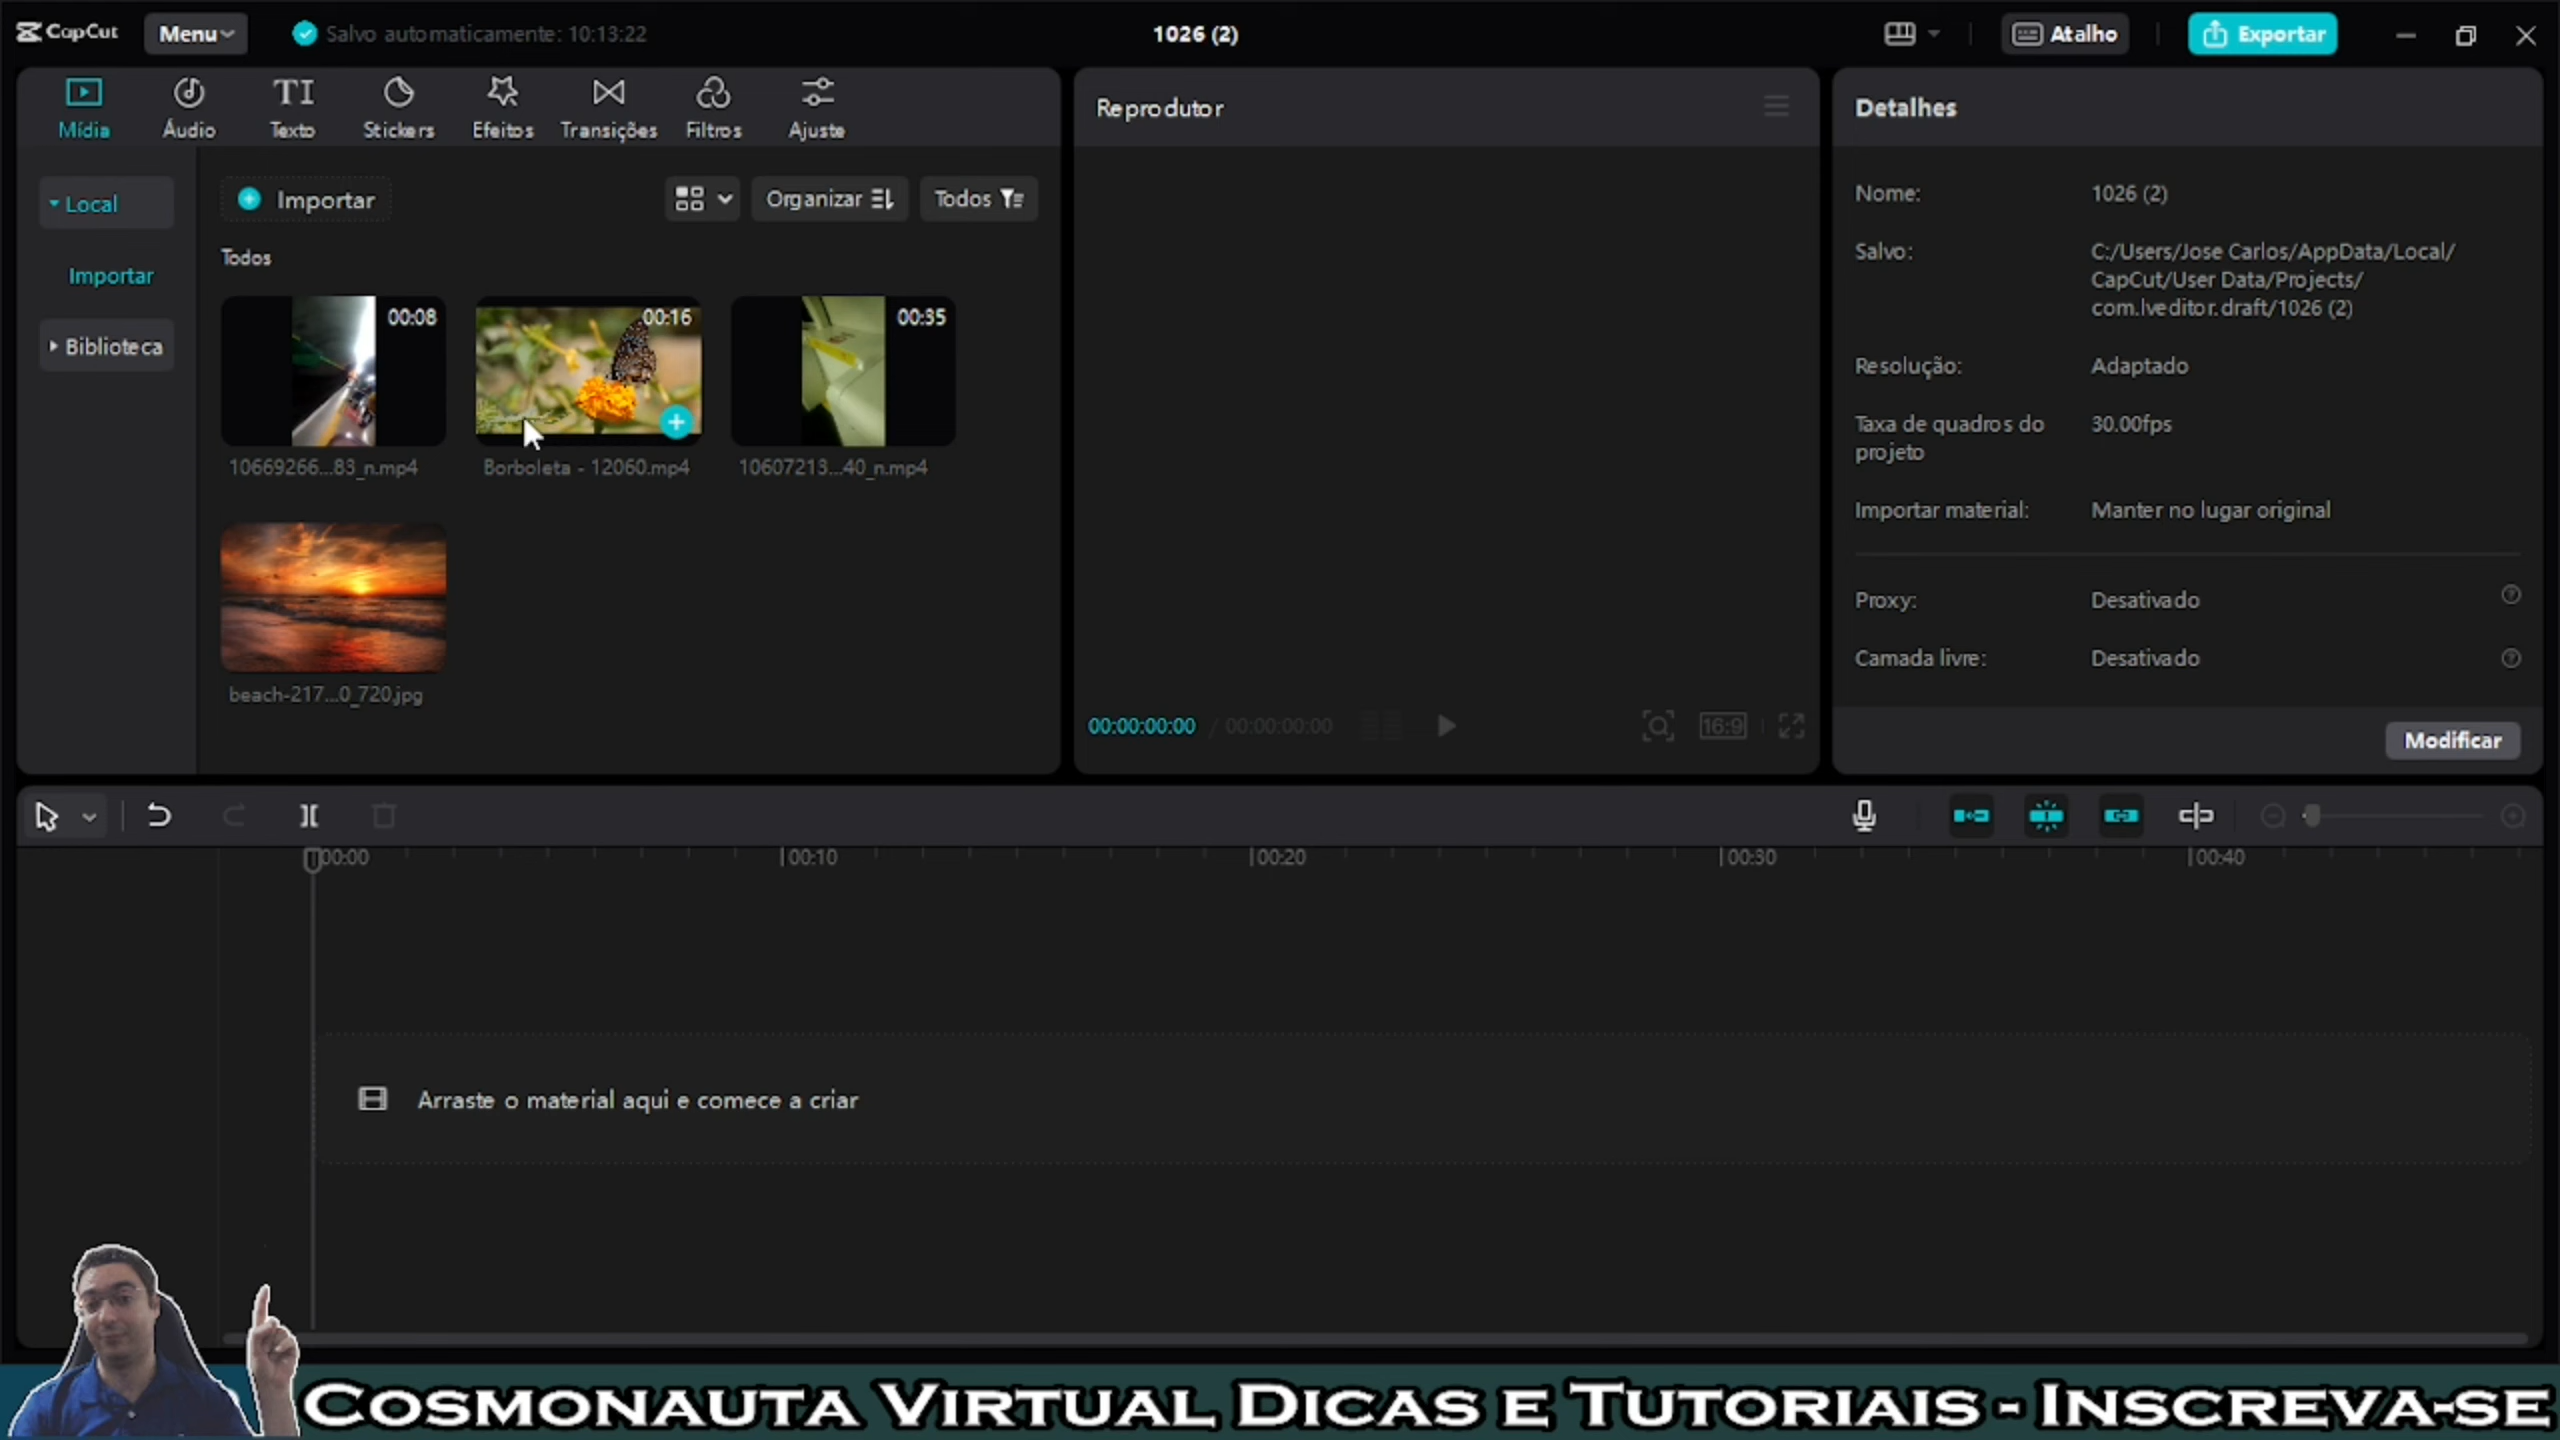 CapCut
Menu
Salvo automaticamente: 10:13:22
1026 (2)
Atalho
Exportar
Mídia
Áudio
Texto
Stickers
Efeitos
Transições
Filtros
Ajuste
Local
Importar
Biblioteca
Importar
Organizar
Todos
Todos
00:08
00:16
00:35
10669266...83_n.mp4
Borboleta - 12060.mp4
10607213...40_n.mp4
beach-217...0_720.jpg
Reprodutor
00:00:00:00 / 00:00:00:00
16:9
Detalhes
Nome: 1026 (2)
Salvo: C:/Users/Jose Carlos/AppData/Local/
CapCut/User Data/Projects/
com.lveditor.draft/1026 (2)
Resolução: Adaptado
Taxa de quadros do 30.00fps
projeto
Importar material: Manter no lugar original
Proxy: Desativado
Camada livre: Desativado
Modificar
00:00 00:10 00:20 00:30 00:40
Arraste o material aqui e comece a criar
Cosmonauta Virtual Dicas e Tutoriais - Inscreva-se